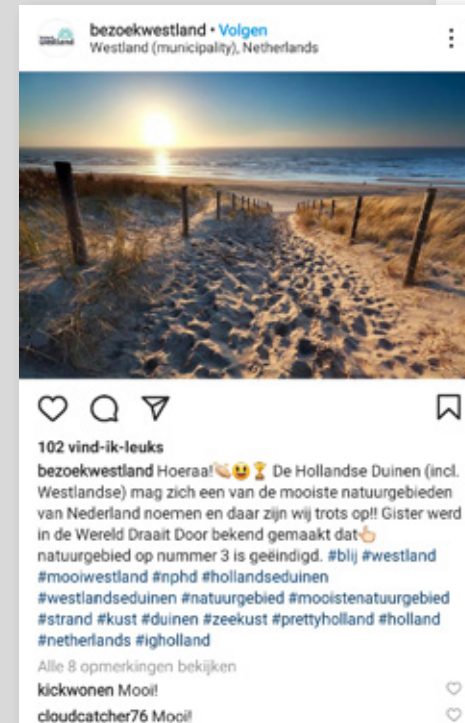 bezoekwestland • Volgen
Westland (municipality), Netherlands
westland
102 vind-ik-leuks
bezoekwestland Hoeraa!👏😃🏆 De Hollandse Duinen (incl.
Westlandse) mag zich een van de mooiste natuurgebieden
van Nederland noemen en daar zijn wij trots op!! Gister werd
in de Wereld Draait Door bekend gemaakt dat👆
natuurgebied op nummer 3 is geëindigd. #blij #westland
#mooiwestland #nphd #hollandseduinen
#westlandseduinen #natuurgebied #mooistenatuurgebied
#strand #kust #duinen #zeekust #prettyholland #holland
#netherlands #igholland
Alle 8 opmerkingen bekijken
kickwonen Mooi!
cloudcatcher76 Mooi!